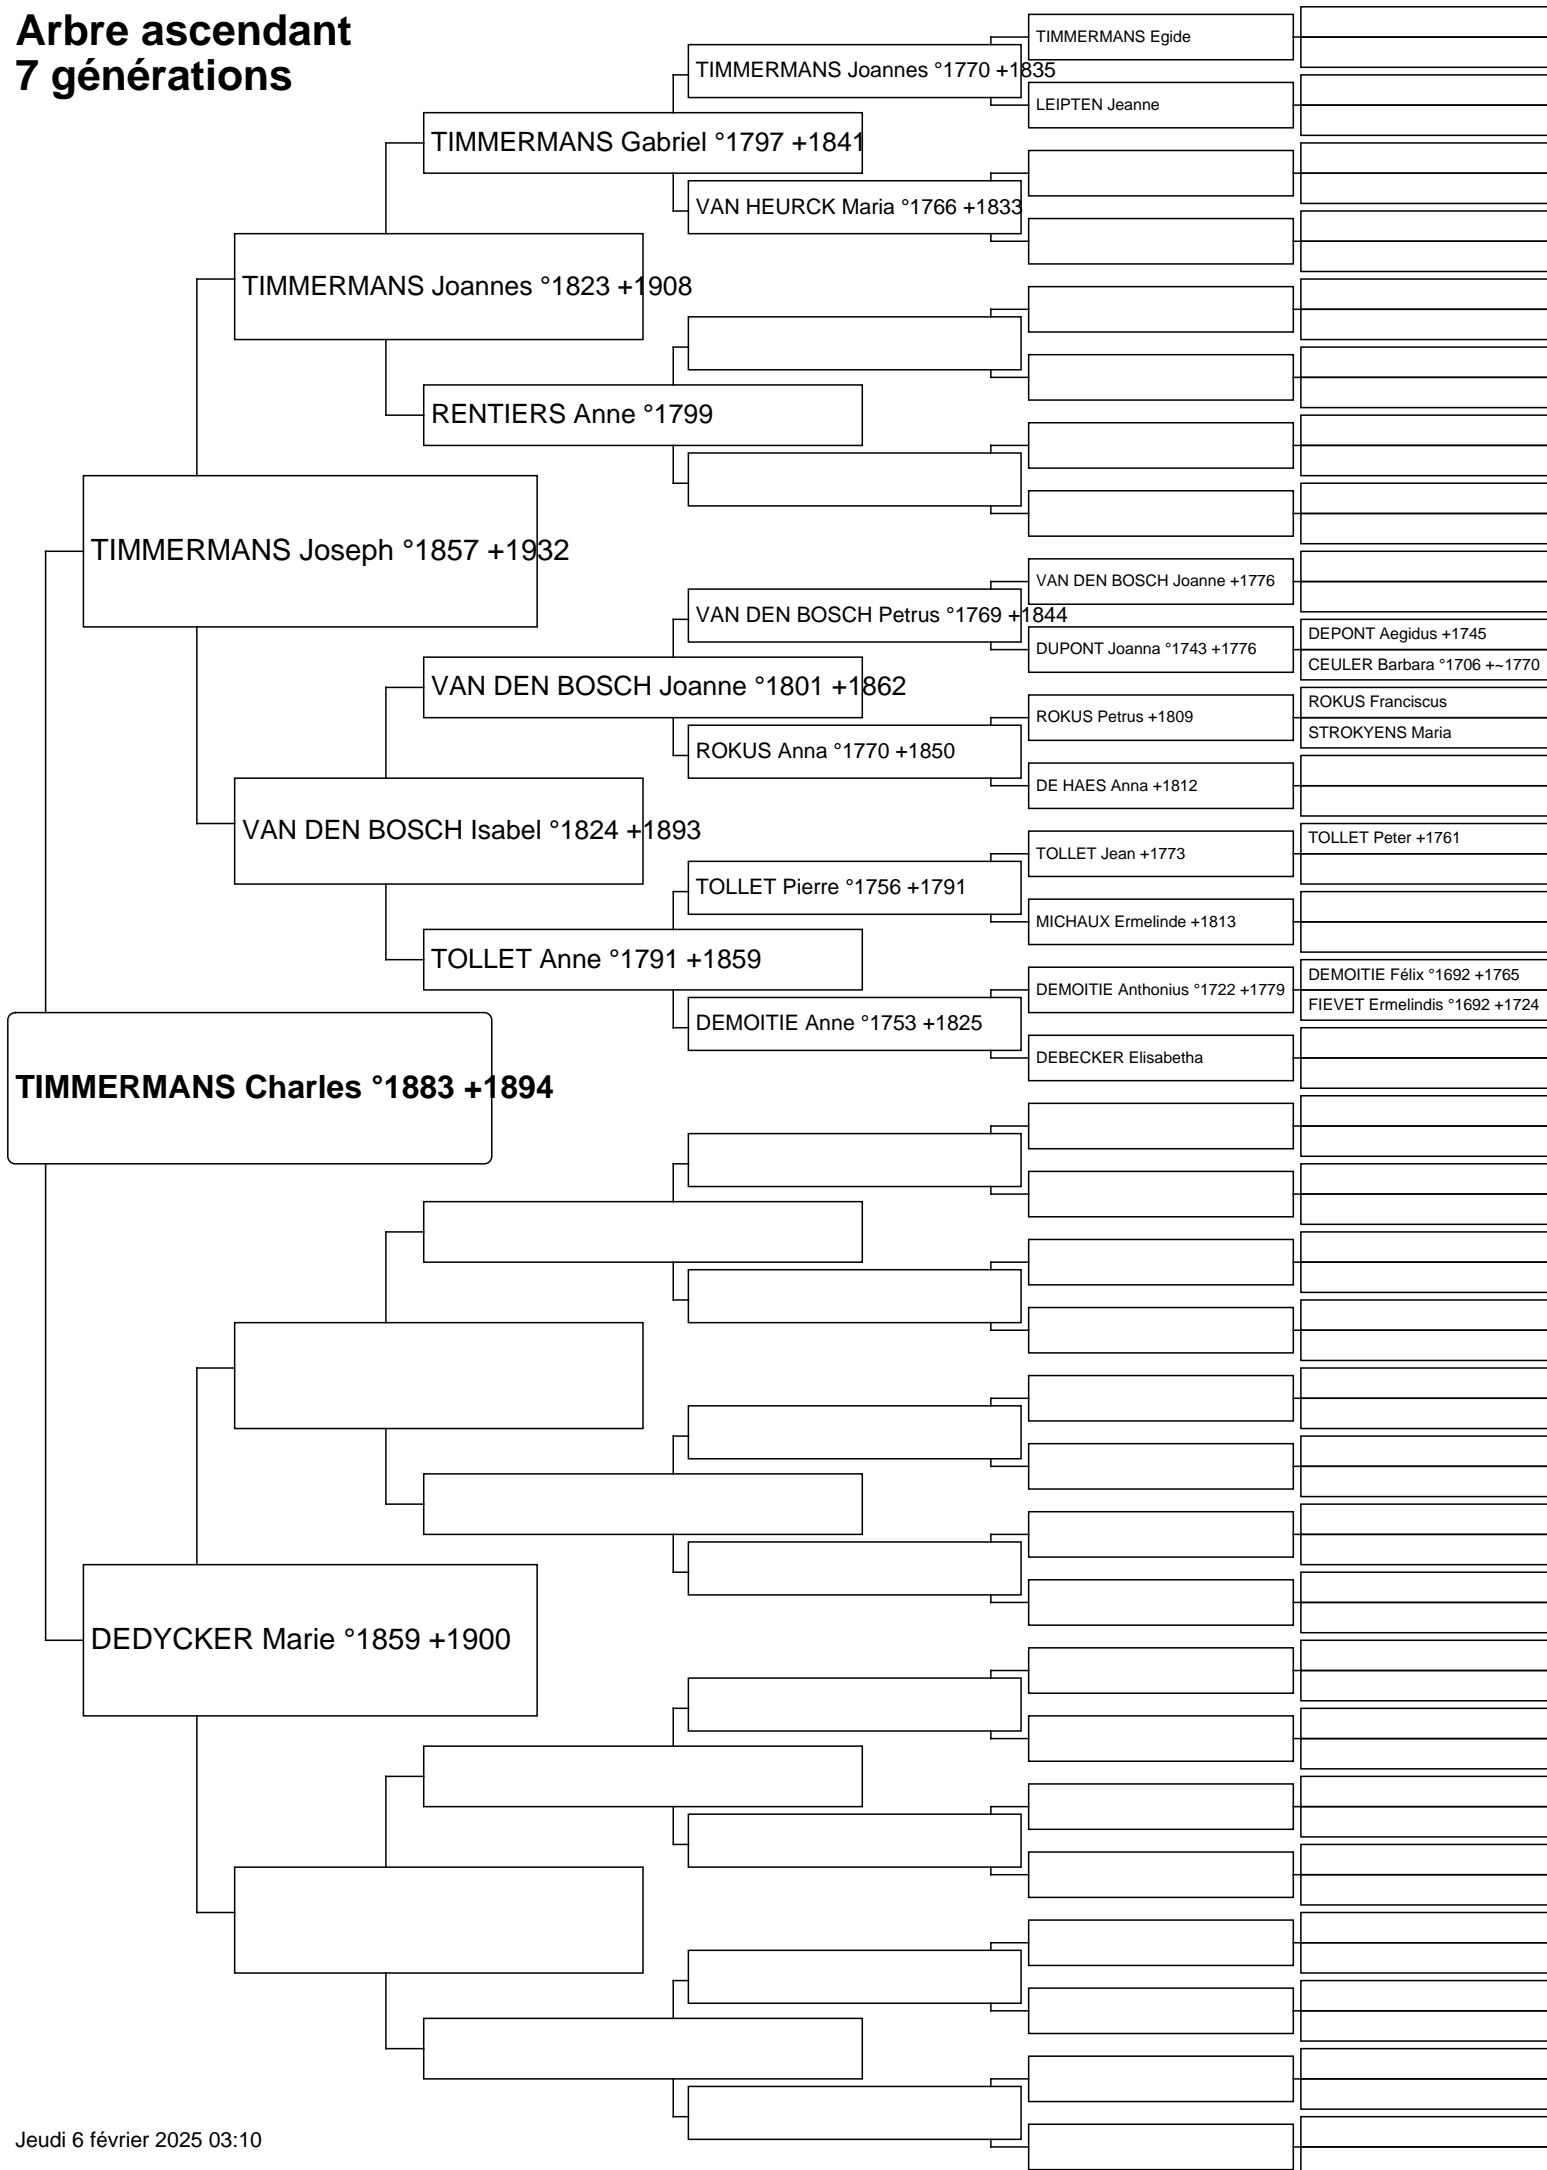 Arbre ascendant
7 générations
TIMMERMANS Egide
TIMMERMANS Joannes °1770 +1835
LEIPTEN Jeanne
TIMMERMANS Gabriel °1797 +1841
VAN HEURCK Maria °1766 +1833
TIMMERMANS Joannes °1823 +1908
RENTIERS Anne °1799
TIMMERMANS Joseph °1857 +1932
VAN DEN BOSCH Joanne +1776
VAN DEN BOSCH Petrus °1769 +1844
DEPONT Aegidus +1745
DUPONT Joanna °1743 +1776
CEULER Barbara °1706 +~1770
VAN DEN BOSCH Joanne °1801 +1862
ROKUS Franciscus
ROKUS Petrus +1809
STROKYENS Maria
ROKUS Anna °1770 +1850
DE HAES Anna +1812
VAN DEN BOSCH Isabel °1824 +1893
TOLLET Peter +1761
TOLLET Jean +1773
TOLLET Pierre °1756 +1791
MICHAUX Ermelinde +1813
TOLLET Anne °1791 +1859
DEMOITIE Félix °1692 +1765
DEMOITIE Anthonius °1722 +1779
FIEVET Ermelindis °1692 +1724
DEMOITIE Anne °1753 +1825
DEBECKER Elisabetha
TIMMERMANS Charles °1883 +1894
DEDYCKER Marie °1859 +1900
Jeudi 6 février 2025 03:10